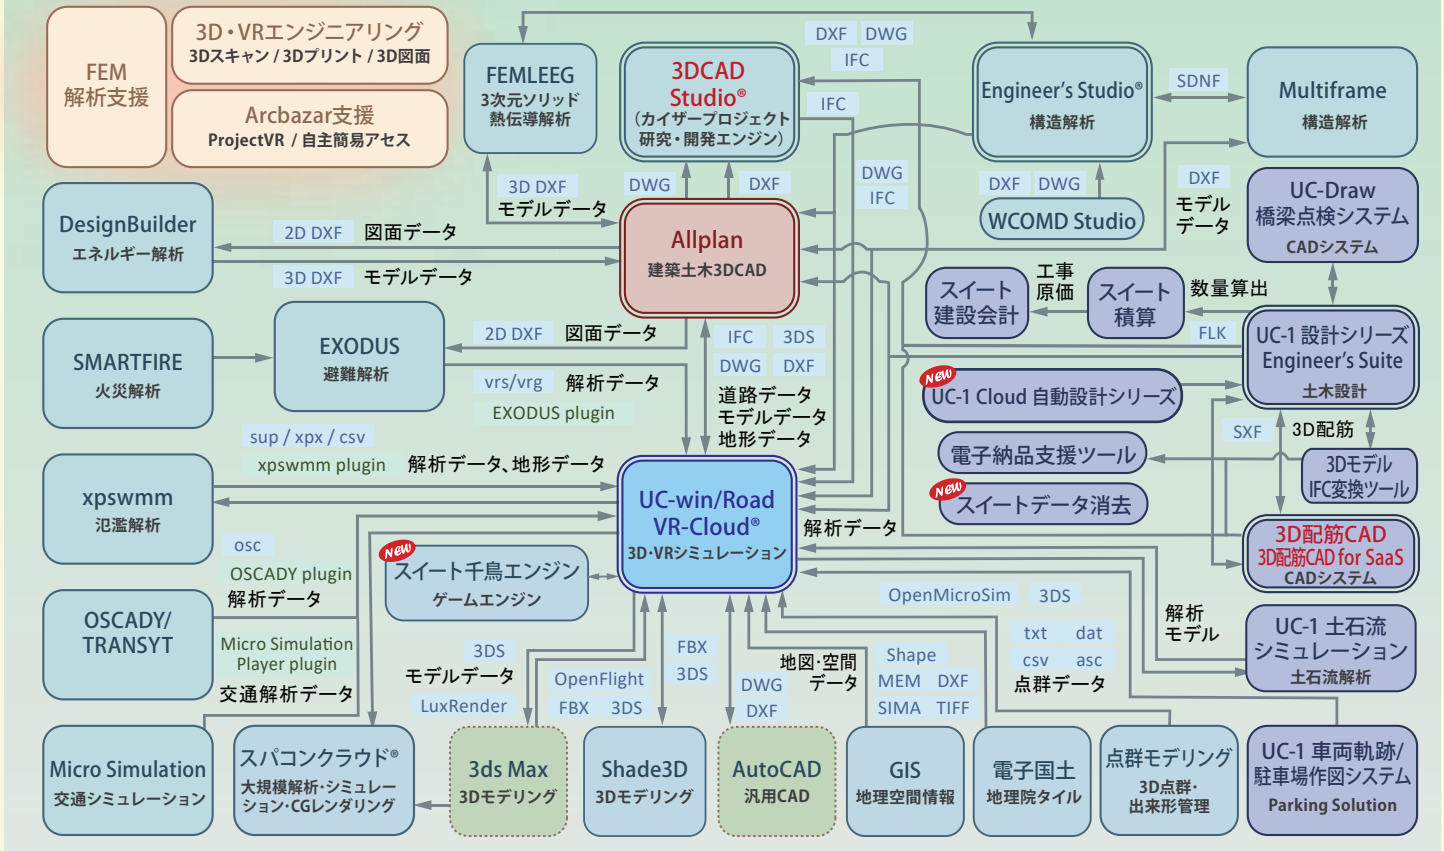 FEM
解析支援
3D・VRエンジニアリング
3Dスキャン / 3Dプリント / 3D図面
Arcbazar支援
ProjectVR / 自主簡易アセス
FEMLEEG
3次元ソリッド
熱伝導解析
3DCAD
Studio®
(カイザープロジェクト
研究・開発エンジン)
DXF
DWG
IFC
IFC
Engineer's Studio®
構造解析
SDNF
Multiframe
構造解析
3D DXF
モデルデータ
DWG
DXF
DWG
IFC
DXF
DWG
WCOMD Studio
DXF
モデル
データ
UC-Draw
橋梁点検システム
CADシステム
DesignBuilder
エネルギー解析
2D DXF
図面データ
3D DXF
モデルデータ
Allplan
建築土木3DCAD
スイート
建設会計
工事
原価
スイート
積算
数量算出
FLK
UC-1 設計シリーズ
Engineer's Suite
土木設計
SMARTFIRE
火災解析
EXODUS
避難解析
2D DXF
図面データ
vrs/vrg
解析データ
EXODUS plugin
IFC
3DS
DWG
DXF
道路データ
モデルデータ
地形データ
New
UC-1 Cloud 自動設計シリーズ
SXF
3D配筋
電子納品支援ツール
3Dモデル
IFC変換ツール
New
スイートデータ消去
sup / xpx / csv
xpswmm plugin
解析データ、地形データ
xpswmm
氾濫解析
UC-win/Road
VR-Cloud®
3D・VRシミュレーション
解析データ
3D配筋CAD
3D配筋CAD for SaaS
CADシステム
osc
OSCADY plugin
解析データ
New
スイート千鳥エンジン
ゲームエンジン
OSCADY/
TRANSYT
Micro Simulation
Player plugin
交通解析データ
3DS
モデルデータ
LuxRender
OpenFlight
FBX
3DS
FBX
3DS
DWG
DXF
地図・空間
データ
OpenMicroSim
3DS
Shape
MEM
DXF
SIMA
TIFF
txt
dat
csv
asc
点群データ
解析
モデル
UC-1 土石流
シミュレーション
土石流解析
Micro Simulation
交通シミュレーション
スパコンクラウド®
大規模解析・シミュレー
ション・CGレンダリング
3ds Max
3Dモデリング
Shade3D
3Dモデリング
AutoCAD
汎用CAD
GIS
地理空間情報
電子国土
地理院タイル
点群モデリング
3D点群・
出来形管理
UC-1 車両軌跡/
駐車場作図システム
Parking Solution